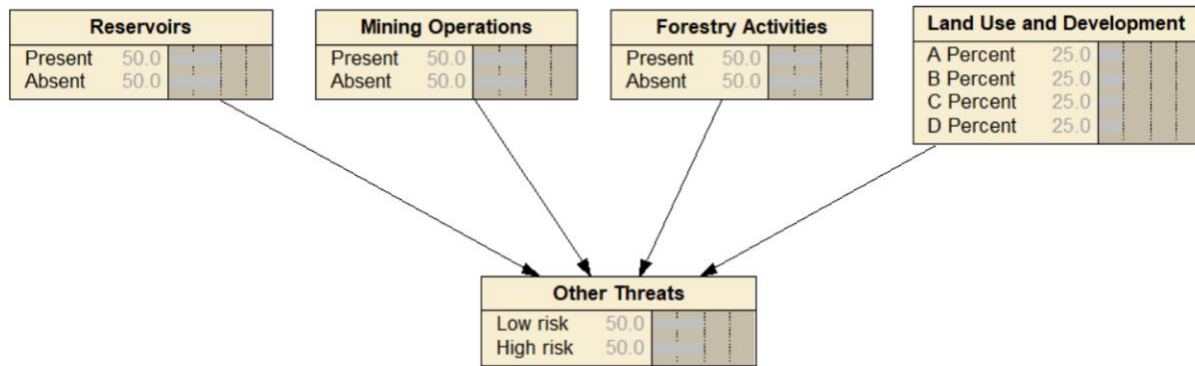 Reservoirs
Present 50.0
Absent 50.0
Mining Operations
Present 50.0
Absent 50.0
Forestry Activities
Present 50.0
Absent 50.0
Land Use and Development
A Percent 25.0
B Percent 25.0
C Percent 25.0
D Percent 25.0
Other Threats
Low risk 50.0
High risk 50.0